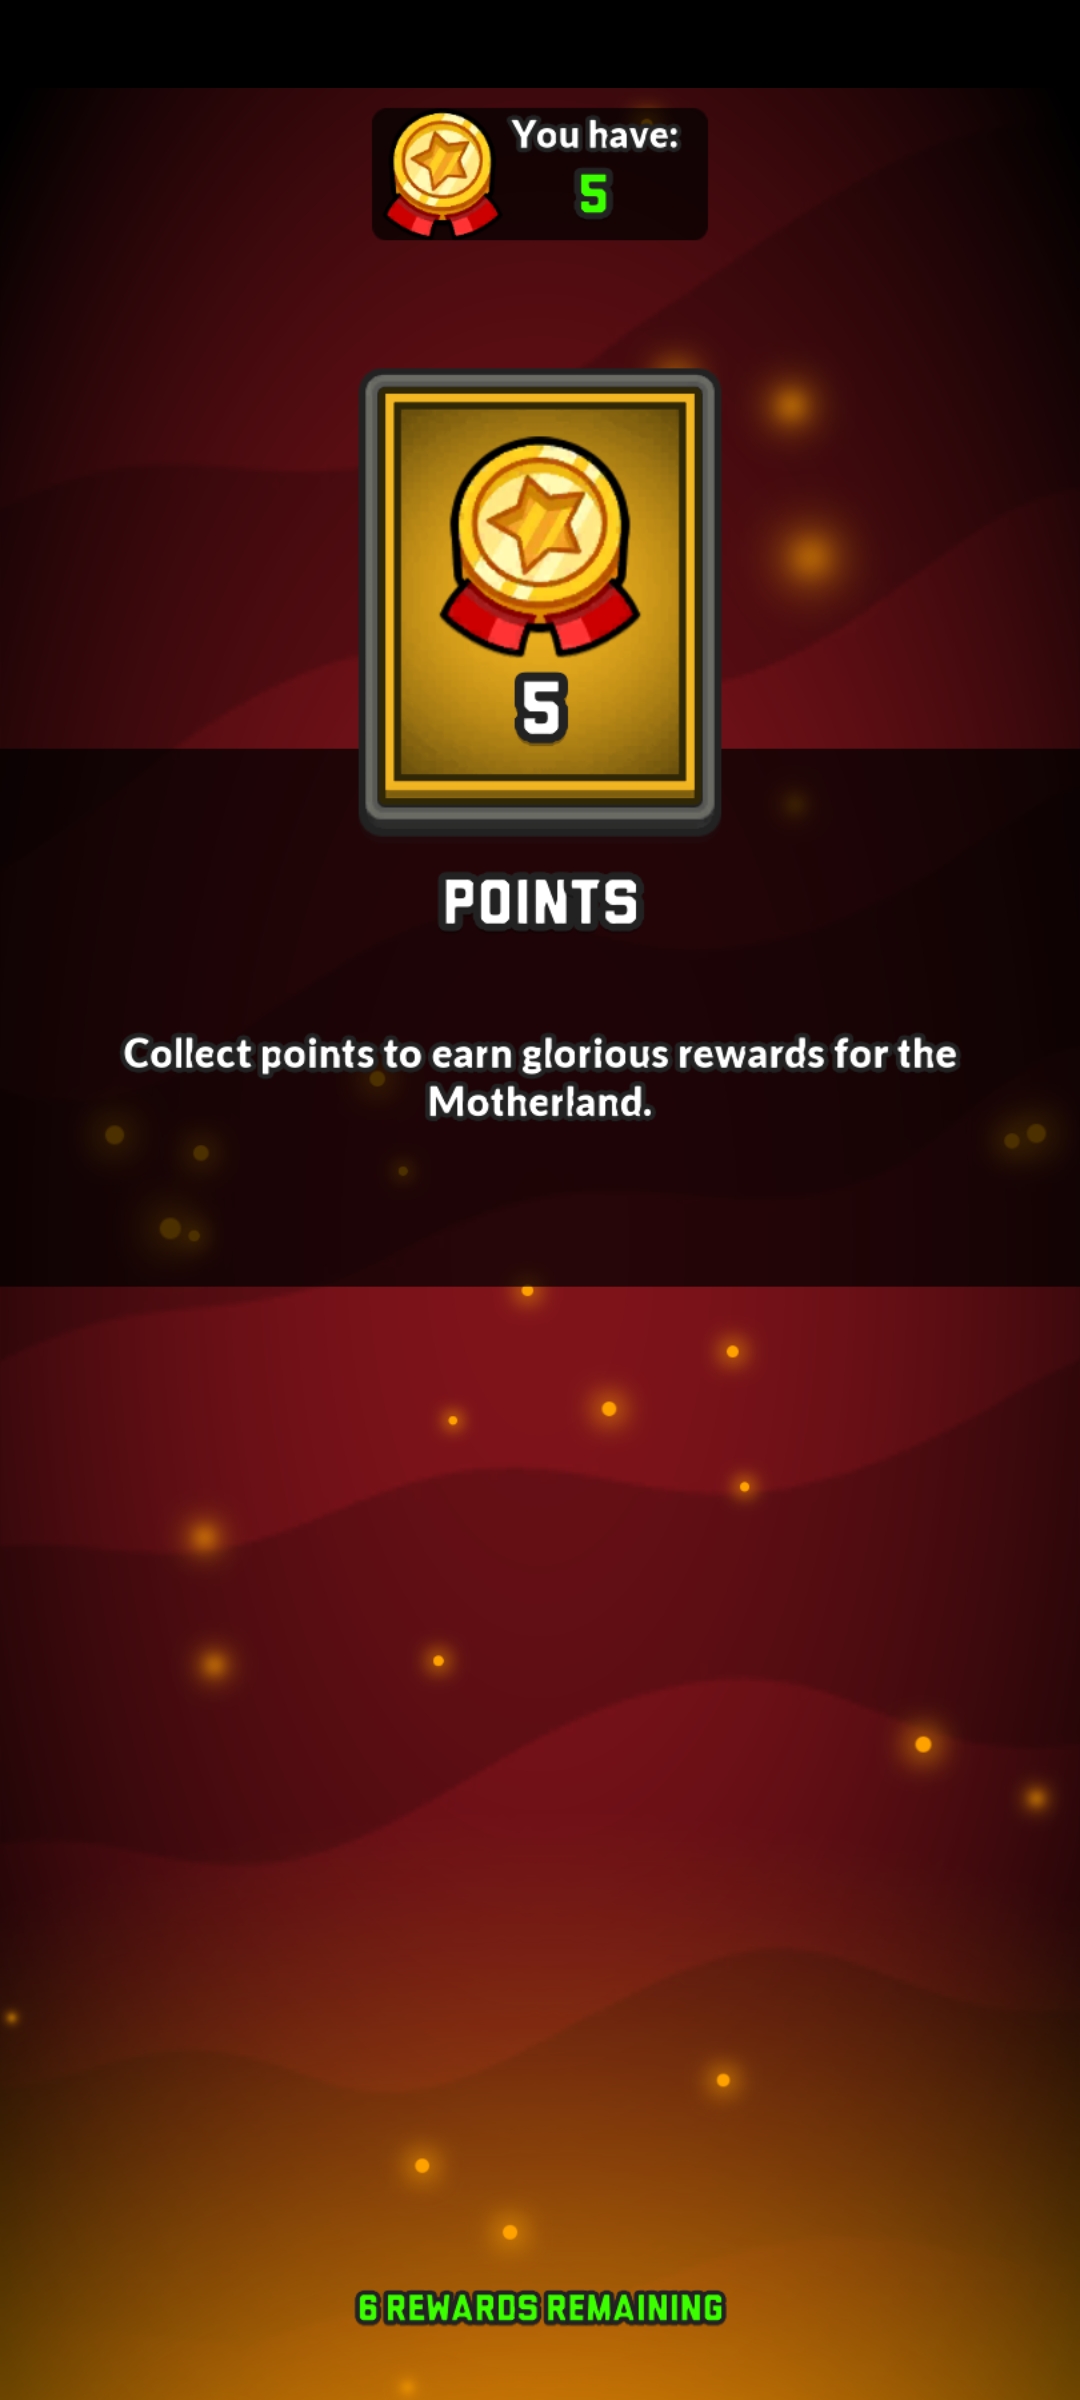 You have:
5
5
POINTS
Collect points to earn glorious rewards for the
Motherland.
6 REWARDS REMAINING